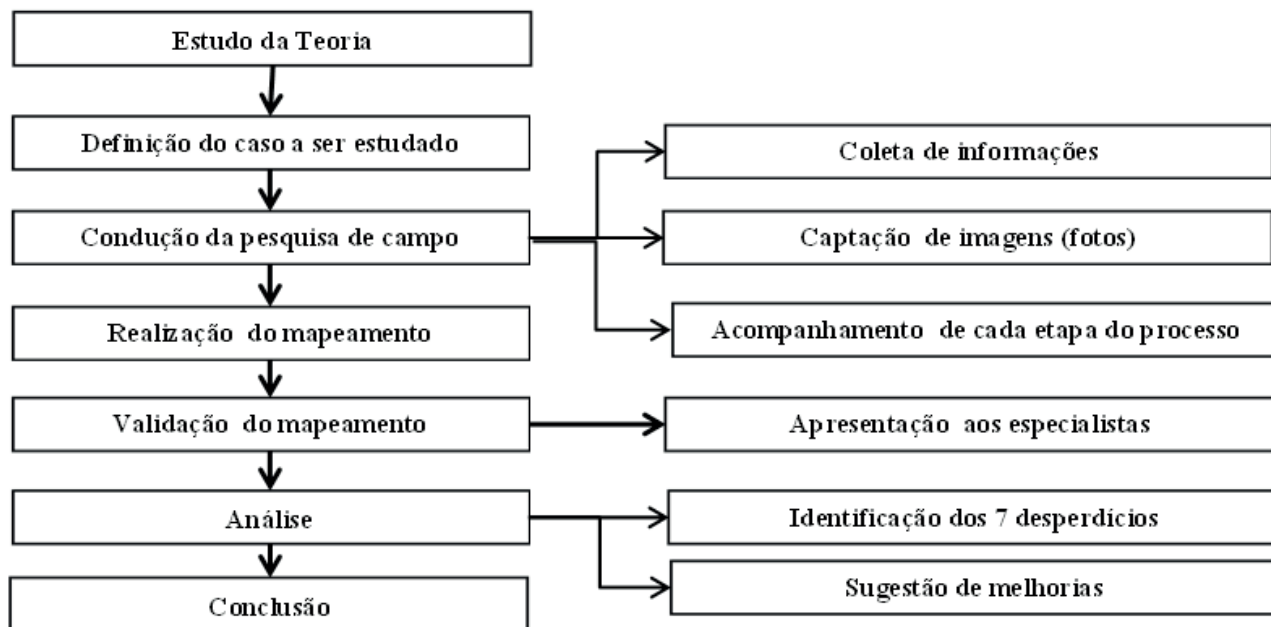 Estudo da Teoria
Definição do caso a ser estudado
Coleta de informações
Condução da pesquisa de campo
Captação de imagens (fotos)
Realização do mapeamento
Acompanhamento de cada etapa do processo
Validação do mapeamento
Apresentação aos especialistas
Análise
Identificação dos 7 desperdícios
Sugestão de melhorias
Conclusão